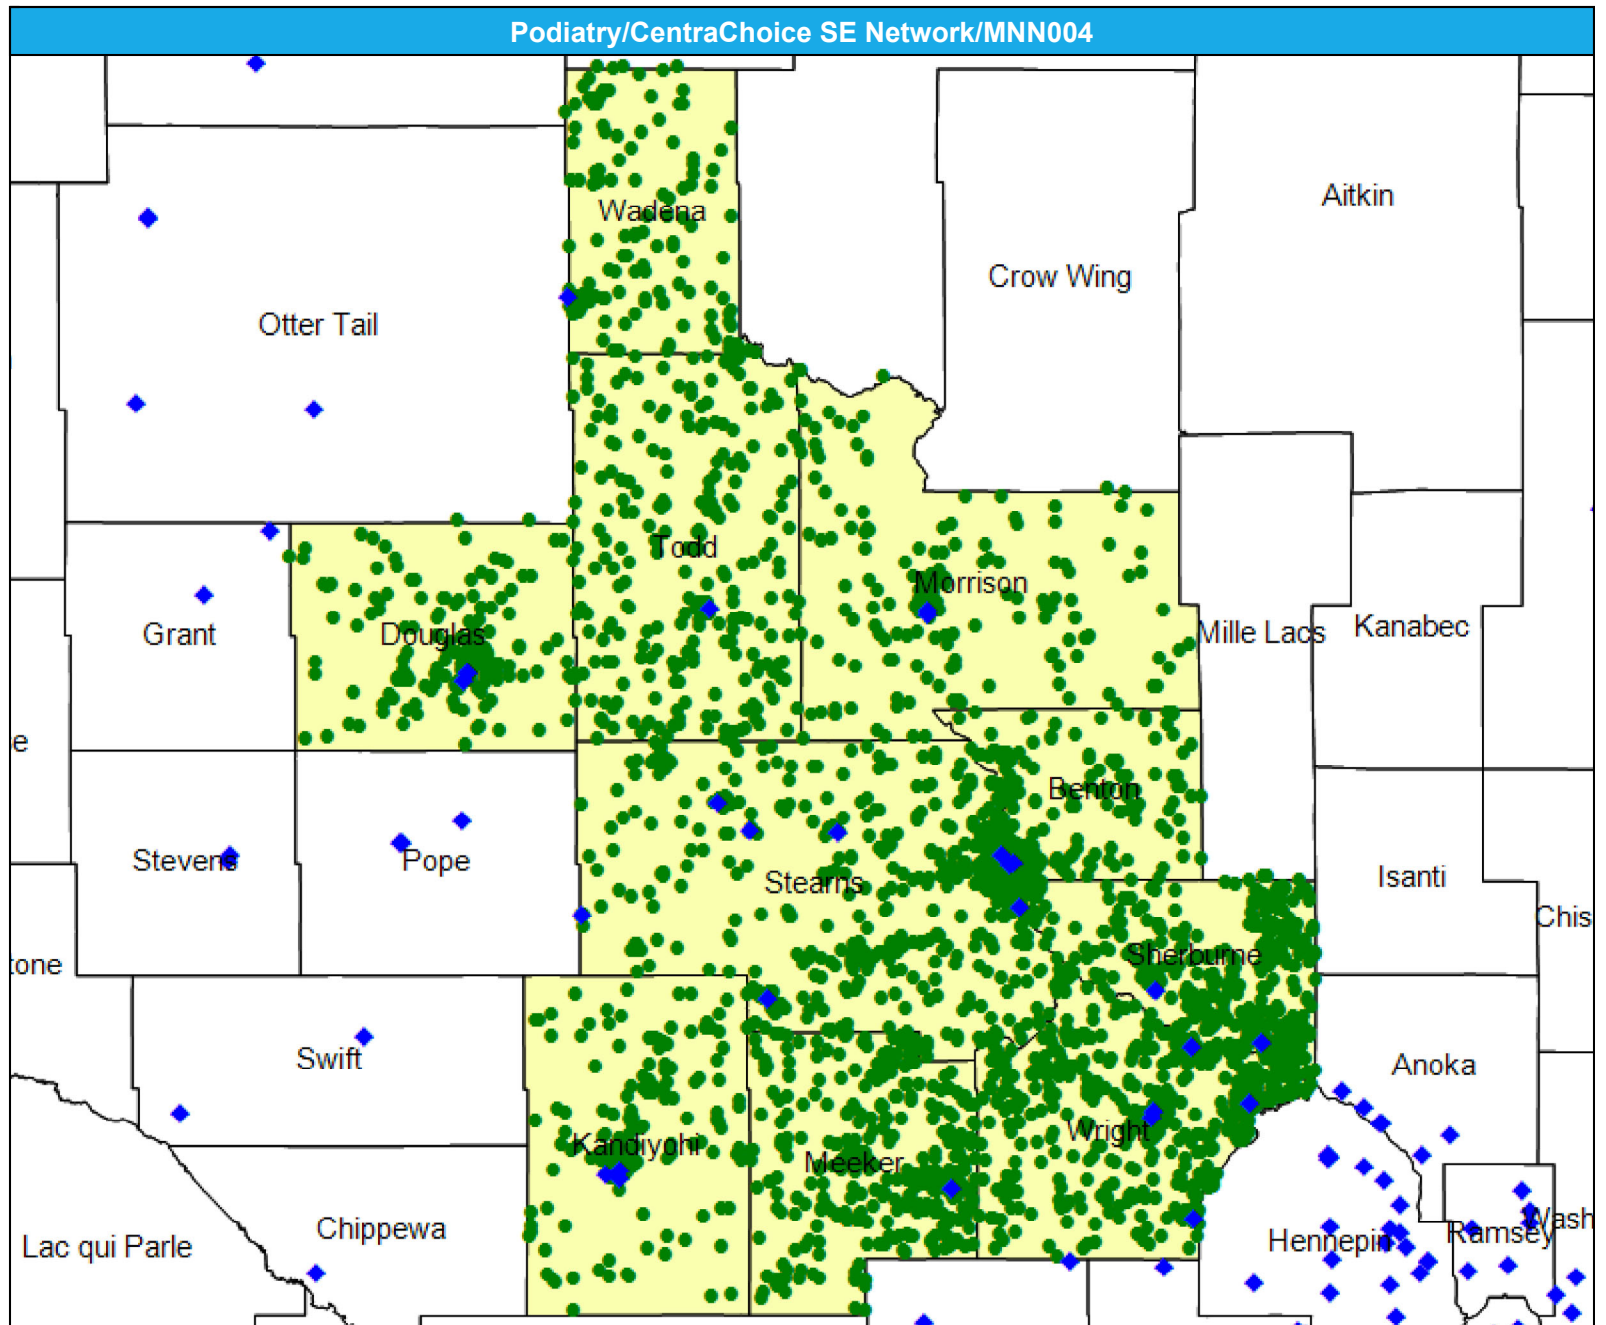 Podiatry/CentraChoice SE Network/MNN004
Aitkin
Wadena
Crow Wing
Otter Tail
Todd
Morrison
Grant
Douglas
Mille Lacs
Kanabec
e
Benton
Stevens
Pope
Stearns
Isanti
Chis
Sherburne
tone
Swift
Anoka
Kandiyohi
Wright
Meeker
Lac qui Parle
Chippewa
Hennepin
Ramsey
Wash